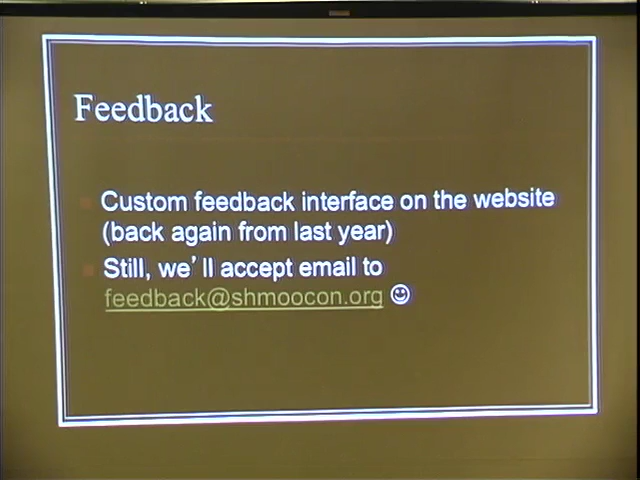 Feedback
Custom feedback interface on the website
(back again from last year)
Still, we'll accept email to
feedback@shmoocon.org ☺